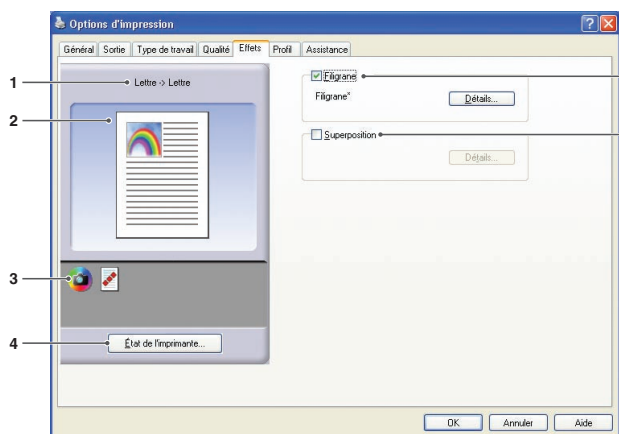 Options d'impression
Général Sortie Type de travail Qualité Effets Profil Assistance
1
Lettre -> Lettre
Filigrane
Filigrane"
Détails...
2
Superposition
Détails...
3
4
État de l'imprimante...
OK Annuler Aide